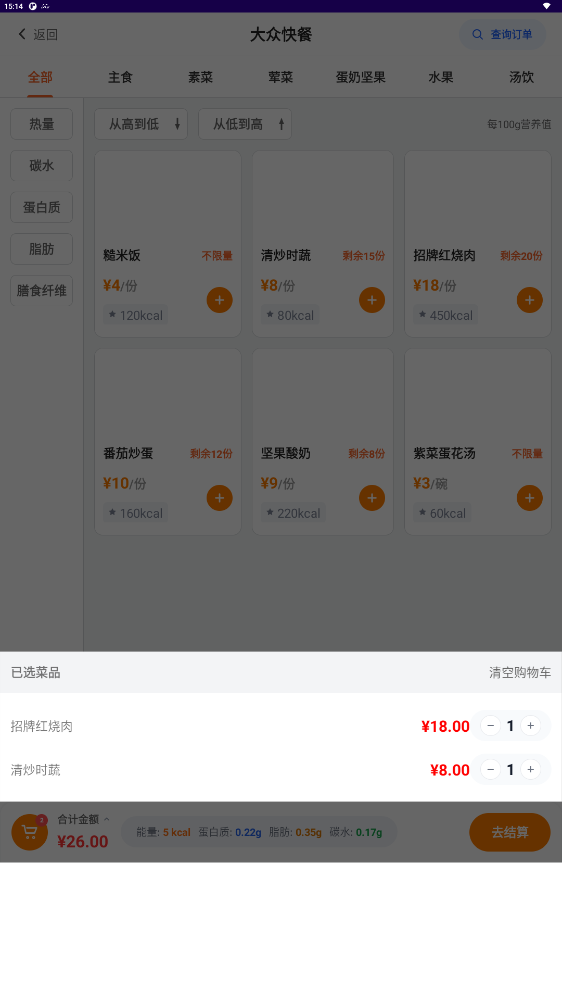 15:14
返回
大众快餐
查询订单
全部 主食 素菜 荤菜 蛋奶坚果 水果 汤饮
热量
碳水
蛋白质
脂肪
膳食纤维
从高到低 从低到高 每100g营养值
糙米饭 不限量
¥4/份
120kcal
清炒时蔬 剩余15份
¥8/份
80kcal
招牌红烧肉 剩余20份
¥18/份
450kcal
番茄炒蛋 剩余12份
¥10/份
160kcal
坚果酸奶 剩余8份
¥9/份
220kcal
紫菜蛋花汤 不限量
¥3/碗
60kcal
已选菜品 清空购物车
招牌红烧肉 ¥18.00 − 1 +
清炒时蔬 ¥8.00 − 1 +
2
合计金额
¥26.00
能量: 5 kcal 蛋白质: 0.22g 脂肪: 0.35g 碳水: 0.17g
去结算